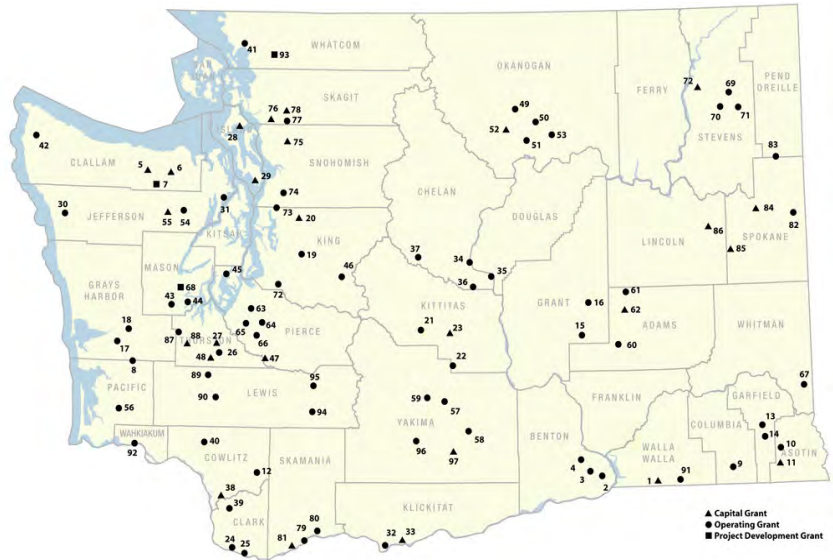 41
93
WHATCOM
OKANOGAN
FERRY
72
69
PEND
OREILLE
SAN
JUAN
SKAGIT
76
78
77
49
50
52
51
53
70
71
STEVENS
42
CLALLAM
5
6
7
28
ISLAND
75
SNOHOMISH
83
29
CHELAN
DOUGLAS
30
JEFFERSON
55
54
31
KITSAP
74
73
20
KING
19
84
82
SPOKANE
86
85
LINCOLN
GRAYS
HARBOR
MASON
68
43
44
45
46
72
37
34
35
36
KITTITAS
61
62
GRANT
16
ADAMS
60
WHITMAN
18
17
8
63
64
65
66
PIERCE
21
23
22
15
87
88
27
THURSTON
48
26
47
89
90
LEWIS
95
94
67
PACIFIC
56
59
57
YAKIMA
58
96
97
FRANKLIN
BENTON
GARFIELD
COLUMBIA
13
14
10
ASOTIN
11
WAHKIAKUM
92
40
COWLITZ
12
SKAMANIA
4
3
2
WALLA
WALLA
1
91
9
38
39
CLARK
24
25
81
79
80
KLICKITAT
32
33
Capital Grant
Operating Grant
Project Development Grant